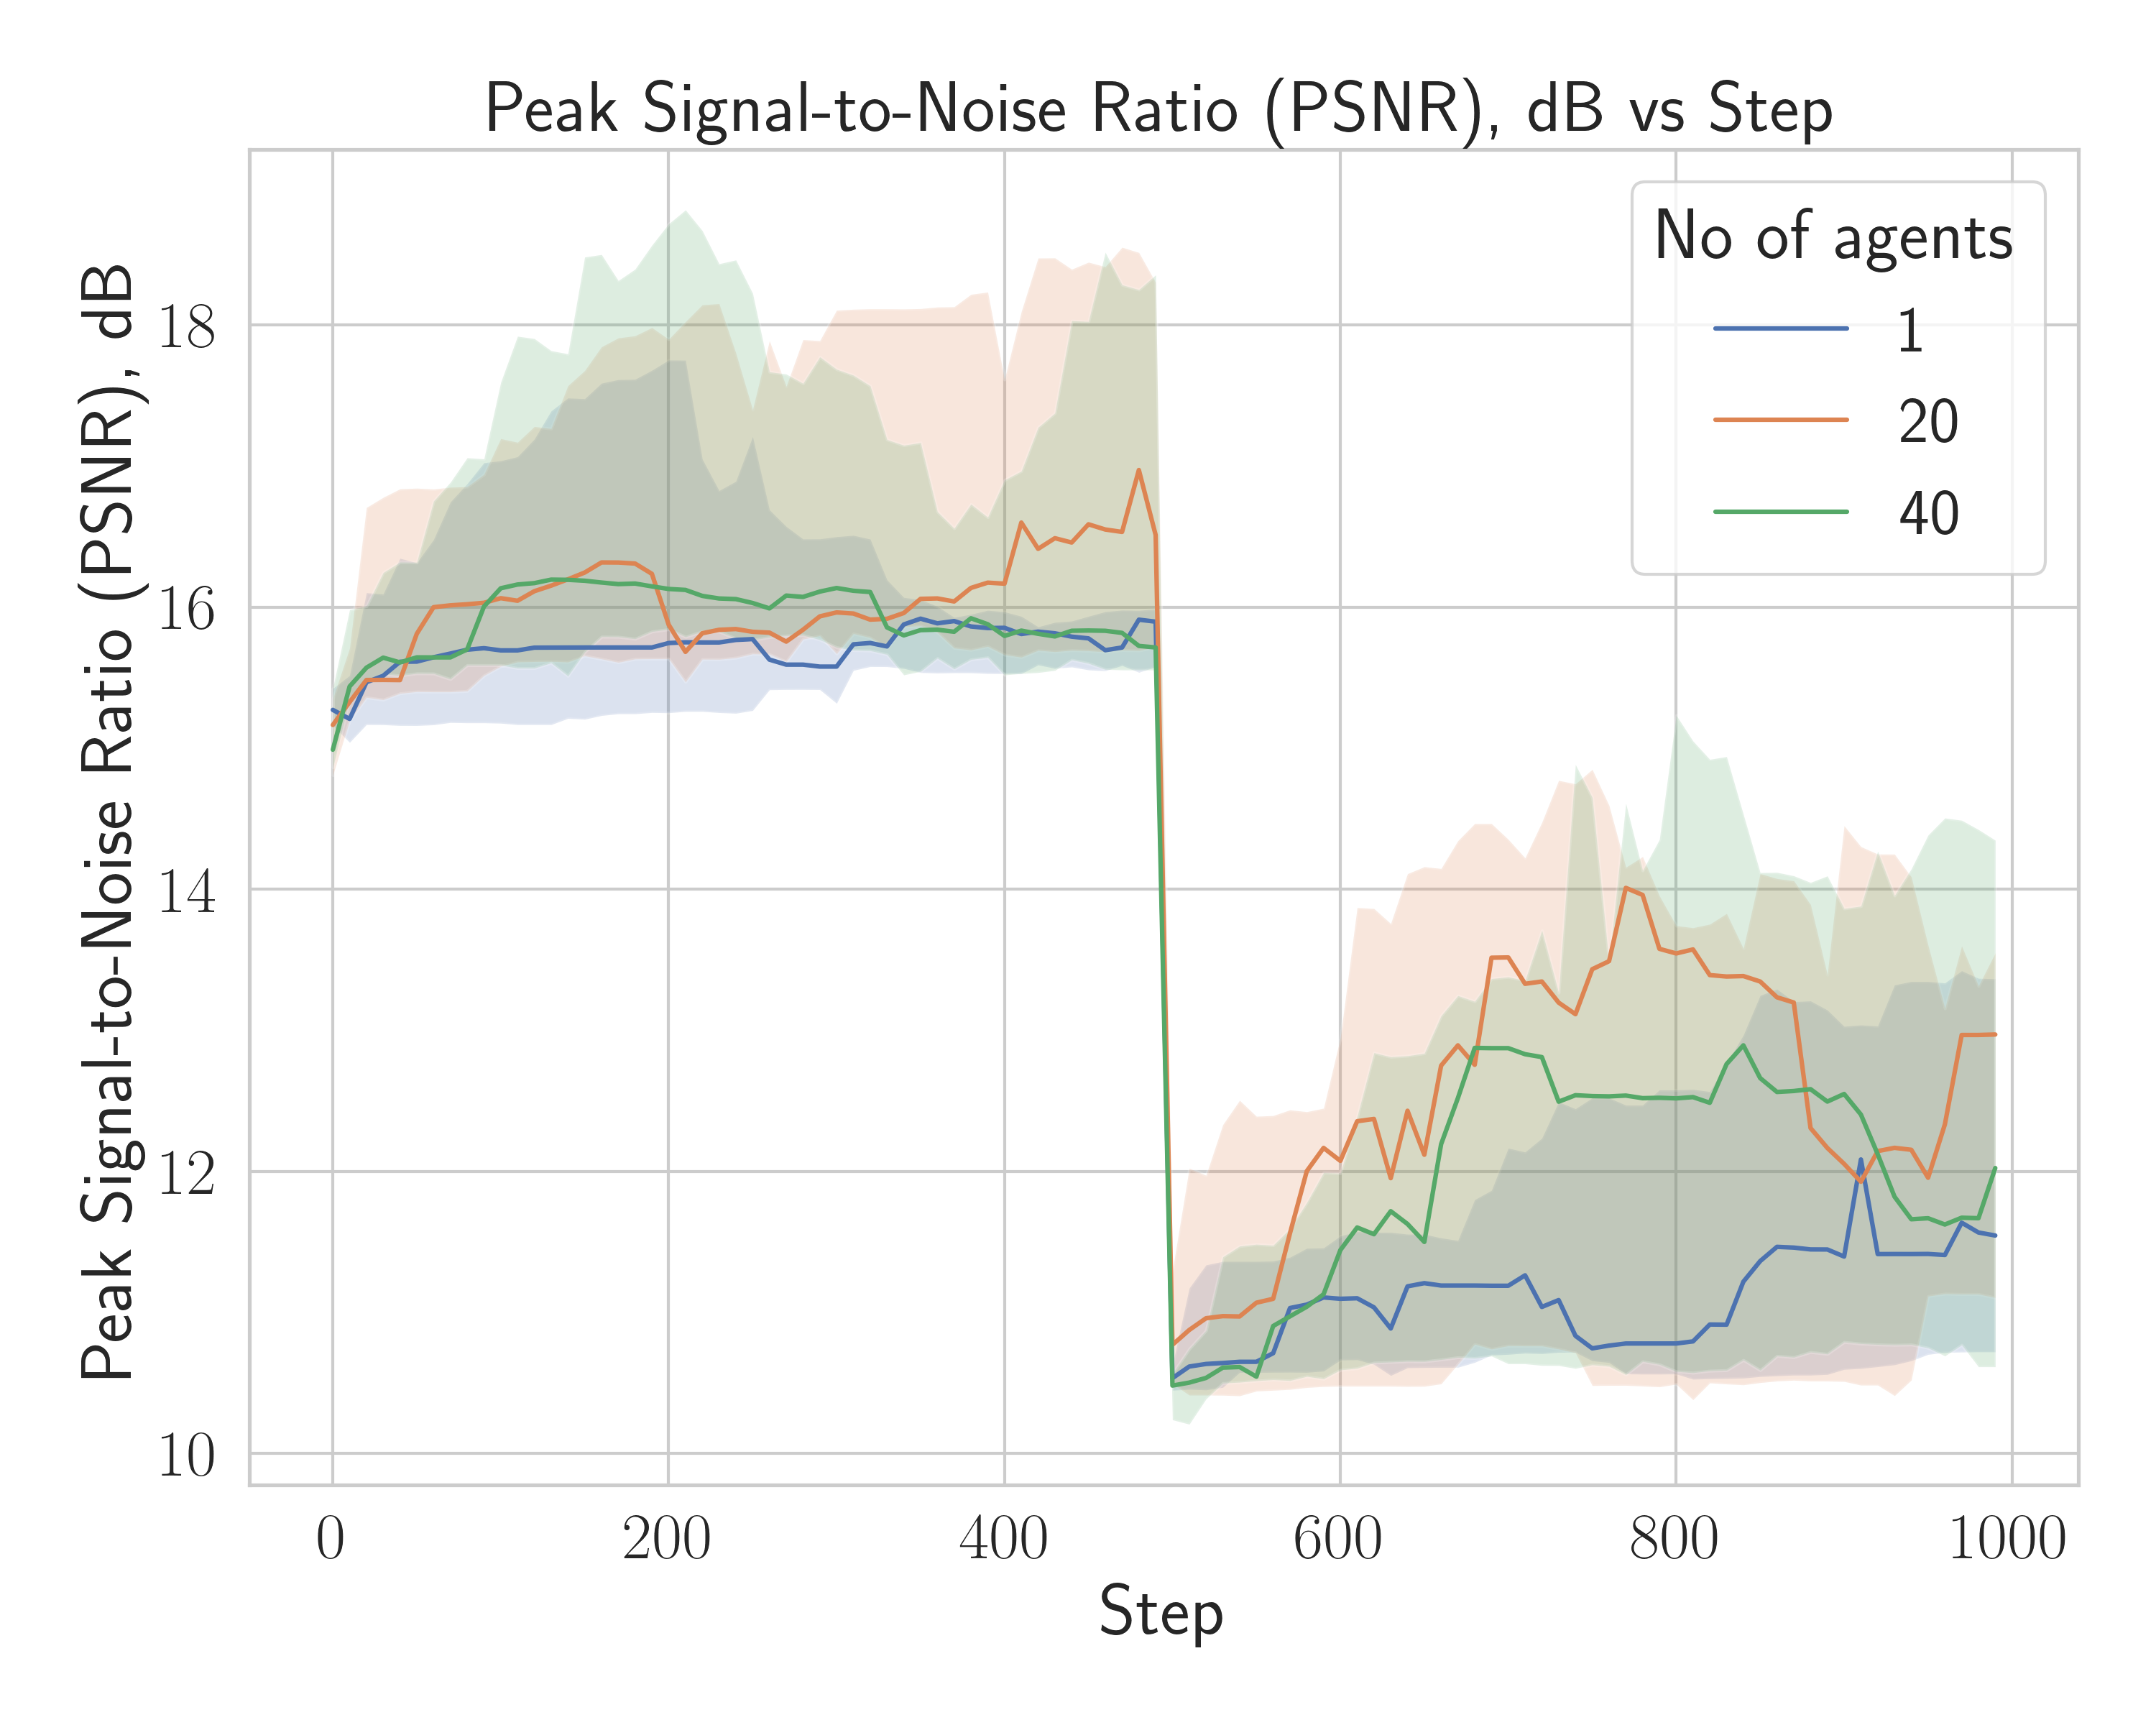 Peak Signal-to-Noise Ratio (PSNR), dB vs Step
Peak Signal-to-Noise Ratio (PSNR), dB
18
16
14
12
10
No of agents
1
20
40
0 200 400 600 800 1000
Step